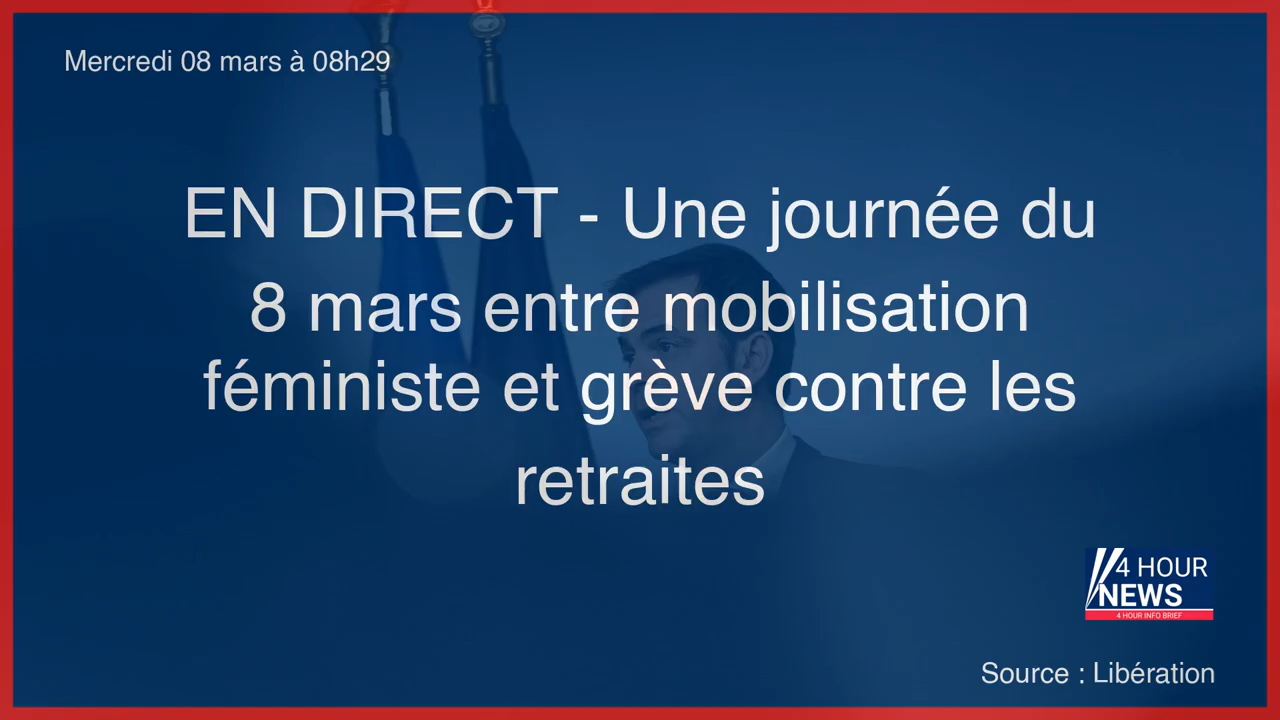 Mercredi 08 mars à 08h29
EN DIRECT - Une journée du
8 mars entre mobilisation
féministe et grève contre les
retraites
4 HOUR
NEWS
4 HOUR INFO BRIEF
Source : Libération